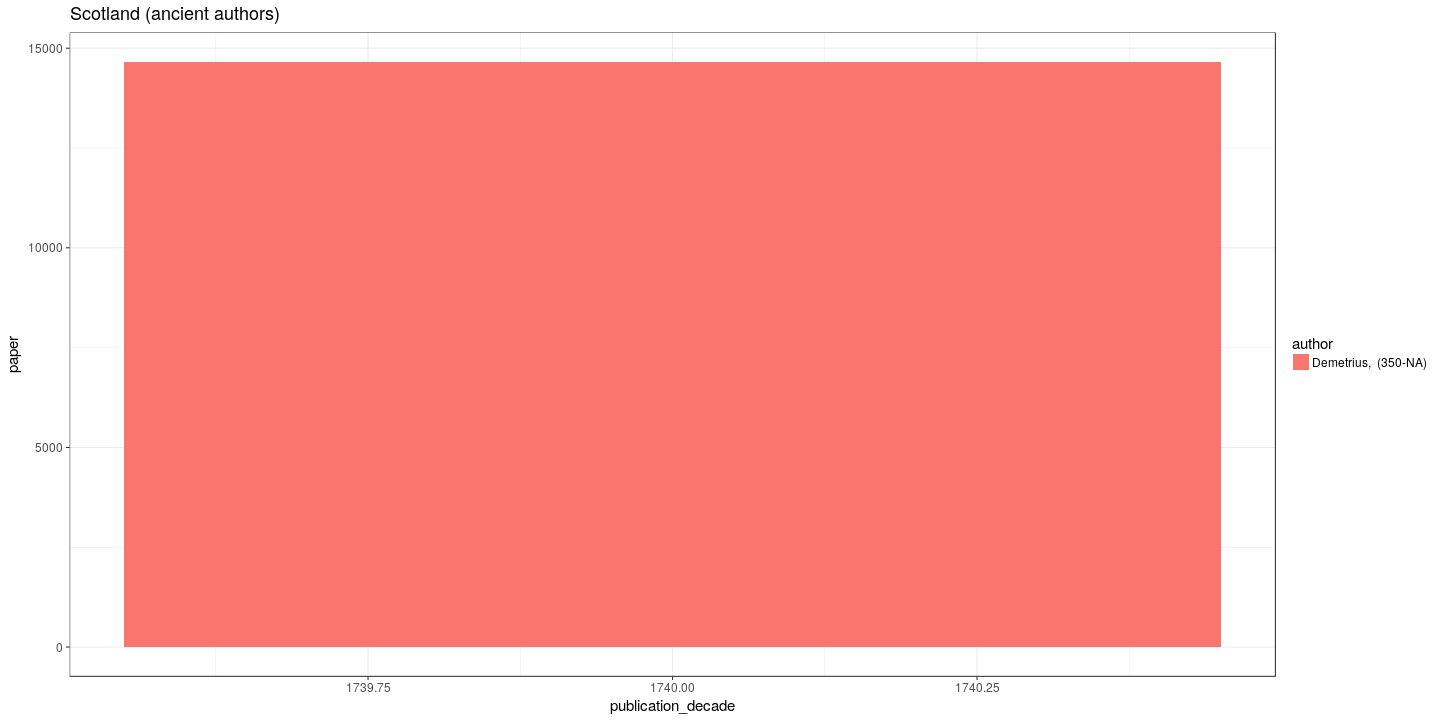 Scotland (ancient authors)
15000
10000
5000
0
paper
1739.75 1740.00 1740.25
publication_decade
author
Demetrius,  (350-NA)